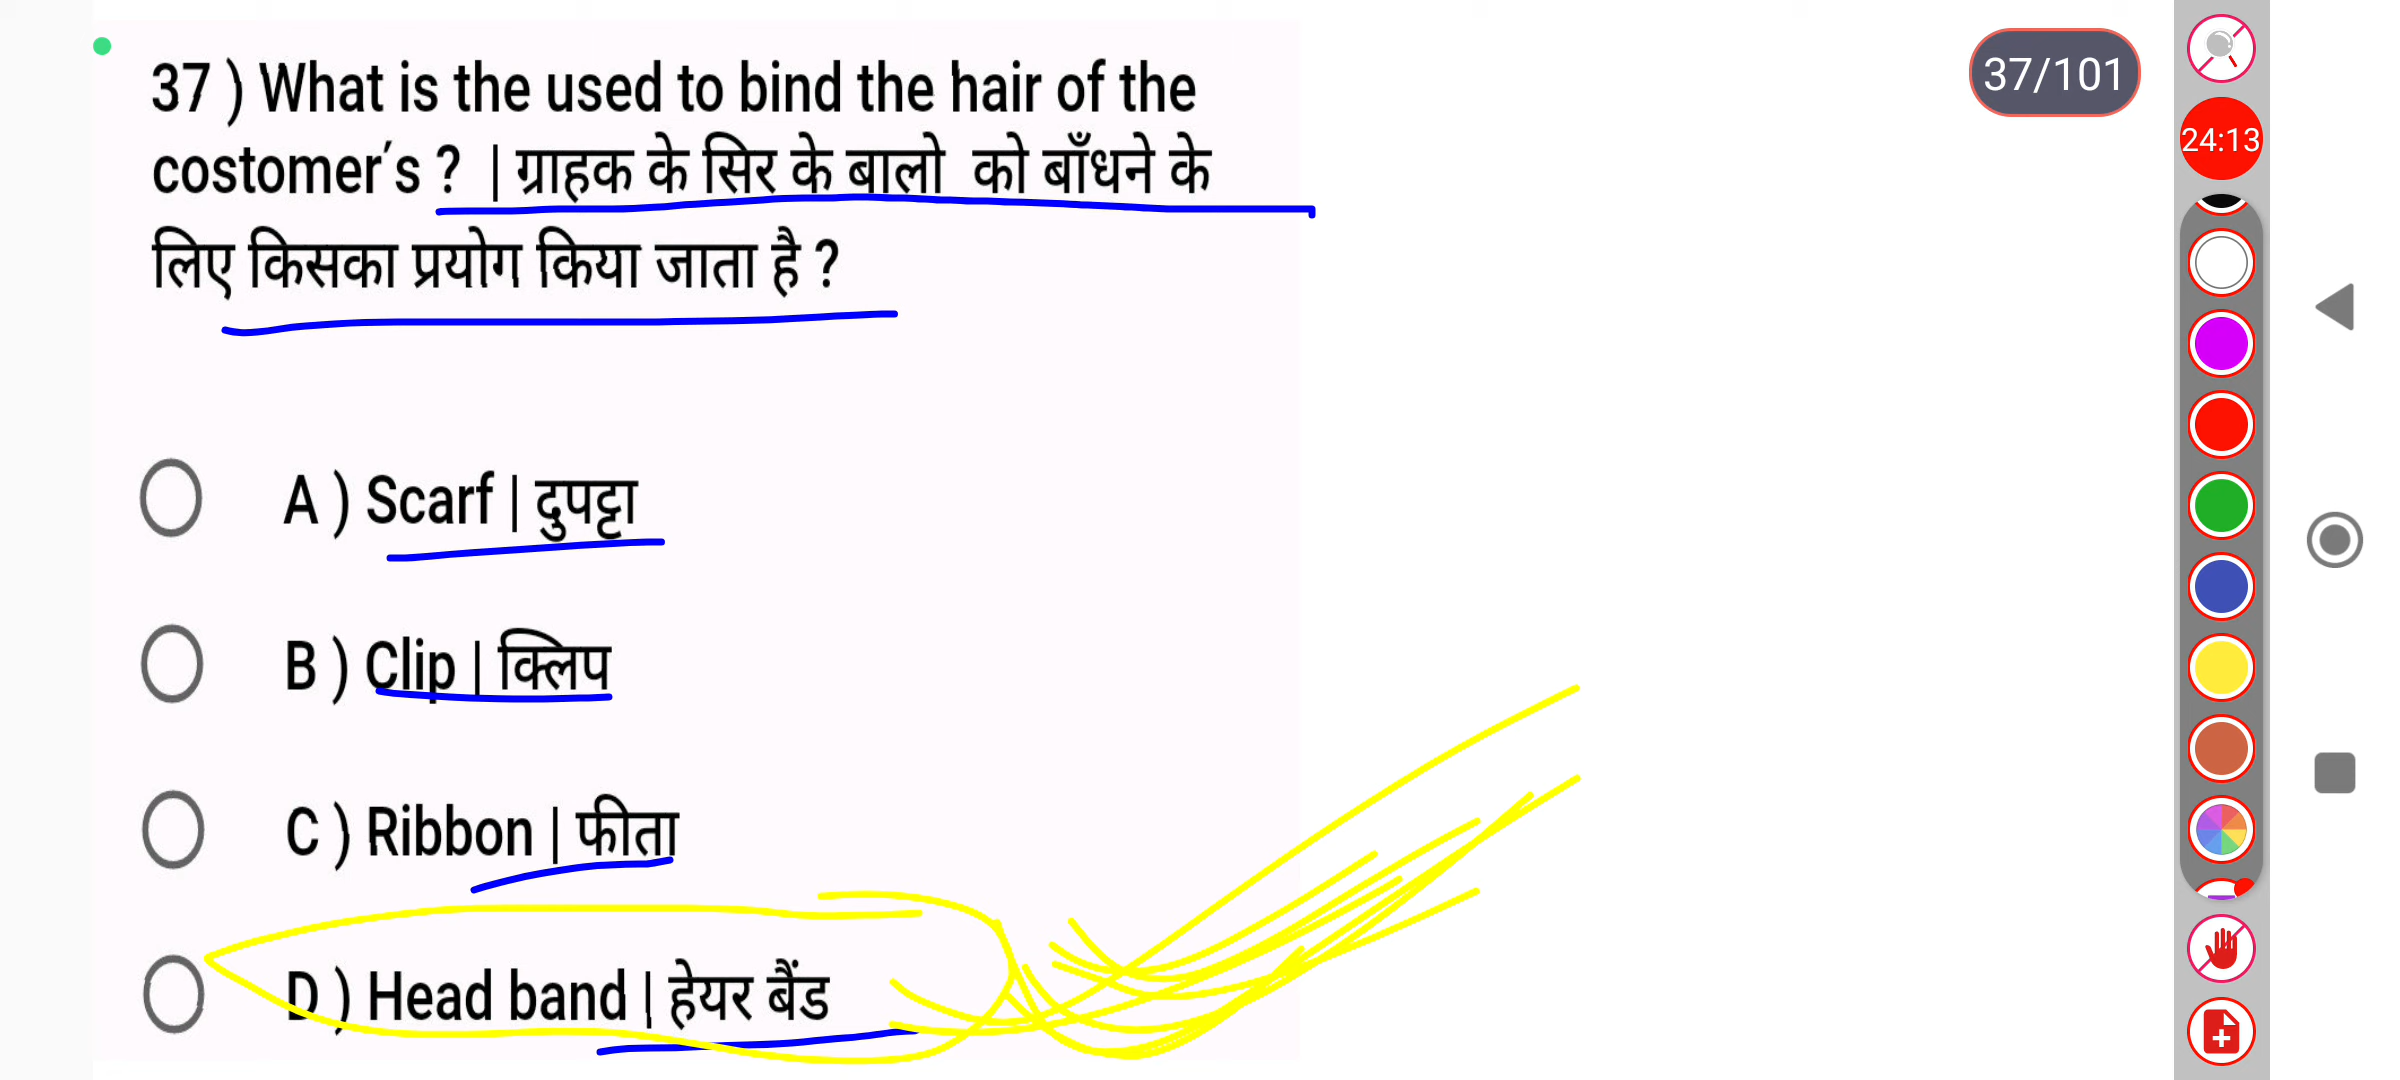 37 ) What is the used to bind the hair of the
costomer´s ? | ग्राहक के सिर के बालो को बाँधने के
लिए किसका प्रयोग किया जाता है ?
A ) Scarf | दुपट्टा
B ) Clip | क्लिप
C ) Ribbon | फीता
D ) Head band | हेयर बैंड
37/101
24:13